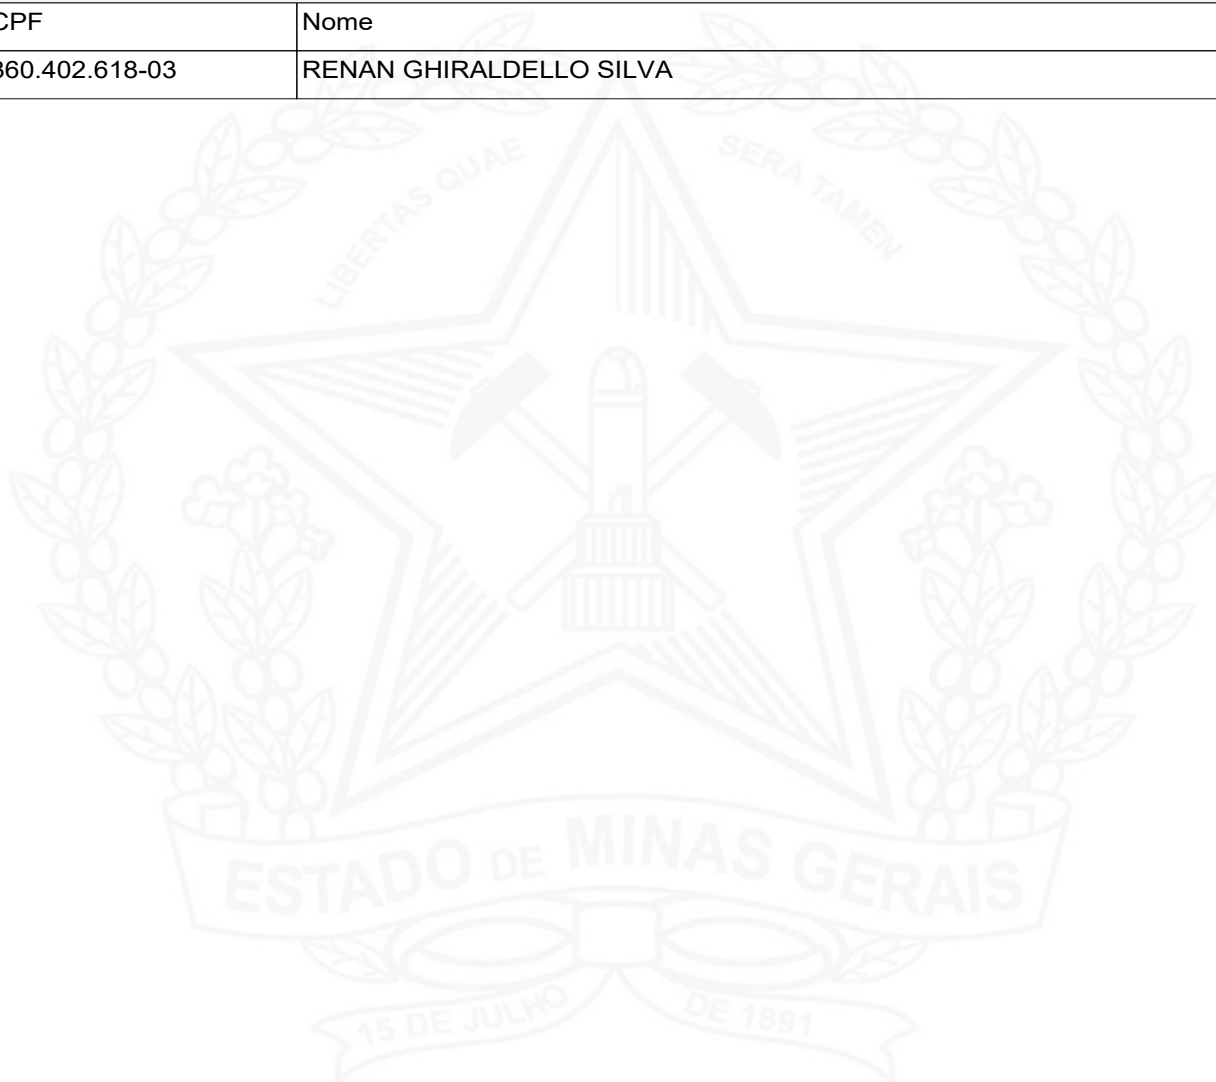 CPF Nome
360.402.618-03 RENAN GHIRALDELLO SILVA
LIBERTAS QUAE SERA TAMEN
ESTADO DE MINAS GERAIS
15 DE JULHO DE 1891